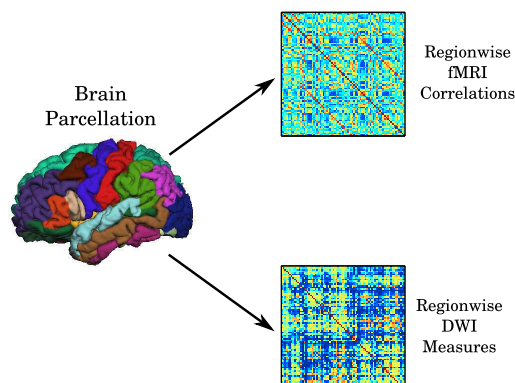 Brain
Parcellation
Regionwise
fMRI
Correlations
Regionwise
DWI
Measures